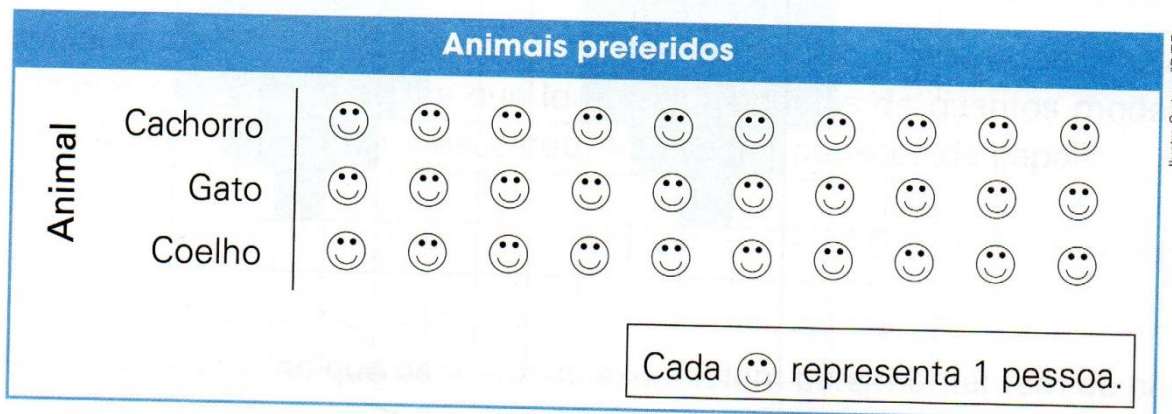 Animais preferidos
Animal
Cachorro
Gato
Coelho
Cada representa 1 pessoa.